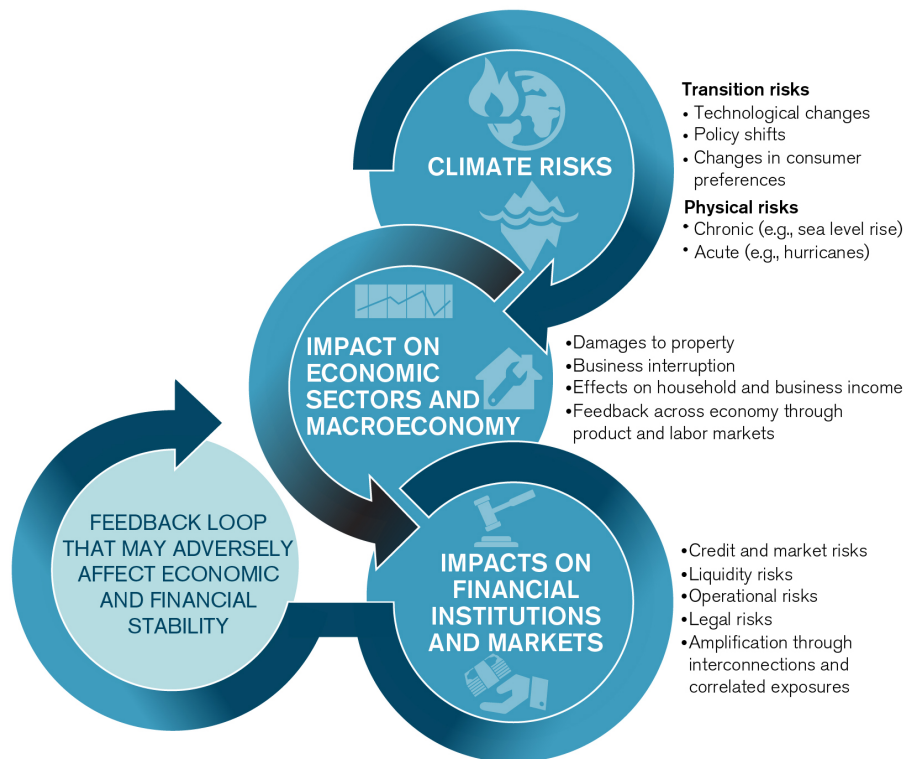 CLIMATE RISKS
Transition risks
• Technological changes
• Policy shifts
• Changes in consumer
preferences
Physical risks
• Chronic (e.g., sea level rise)
• Acute (e.g., hurricanes)
IMPACT ON
ECONOMIC
SECTORS AND
MACROECONOMY
•Damages to property
•Business interruption
•Effects on household and business income
•Feedback across economy through
product and labor markets
IMPACTS ON
FINANCIAL
INSTITUTIONS
AND MARKETS
•Credit and market risks
•Liquidity risks
•Operational risks
•Legal risks
•Amplification through
interconnections and
correlated exposures
FEEDBACK LOOP
THAT MAY ADVERSELY
AFFECT ECONOMIC
AND FINANCIAL
STABILITY